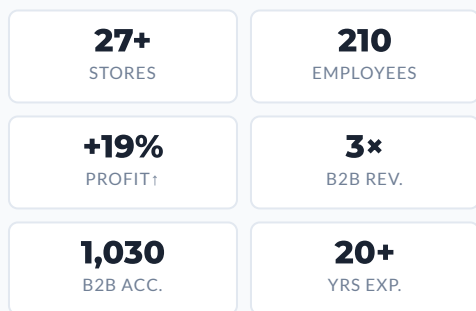 27+
STORES
210
EMPLOYEES
+19%
PROFIT↑
3×
B2B REV.
1,030
B2B ACC.
20+
YRS EXP.